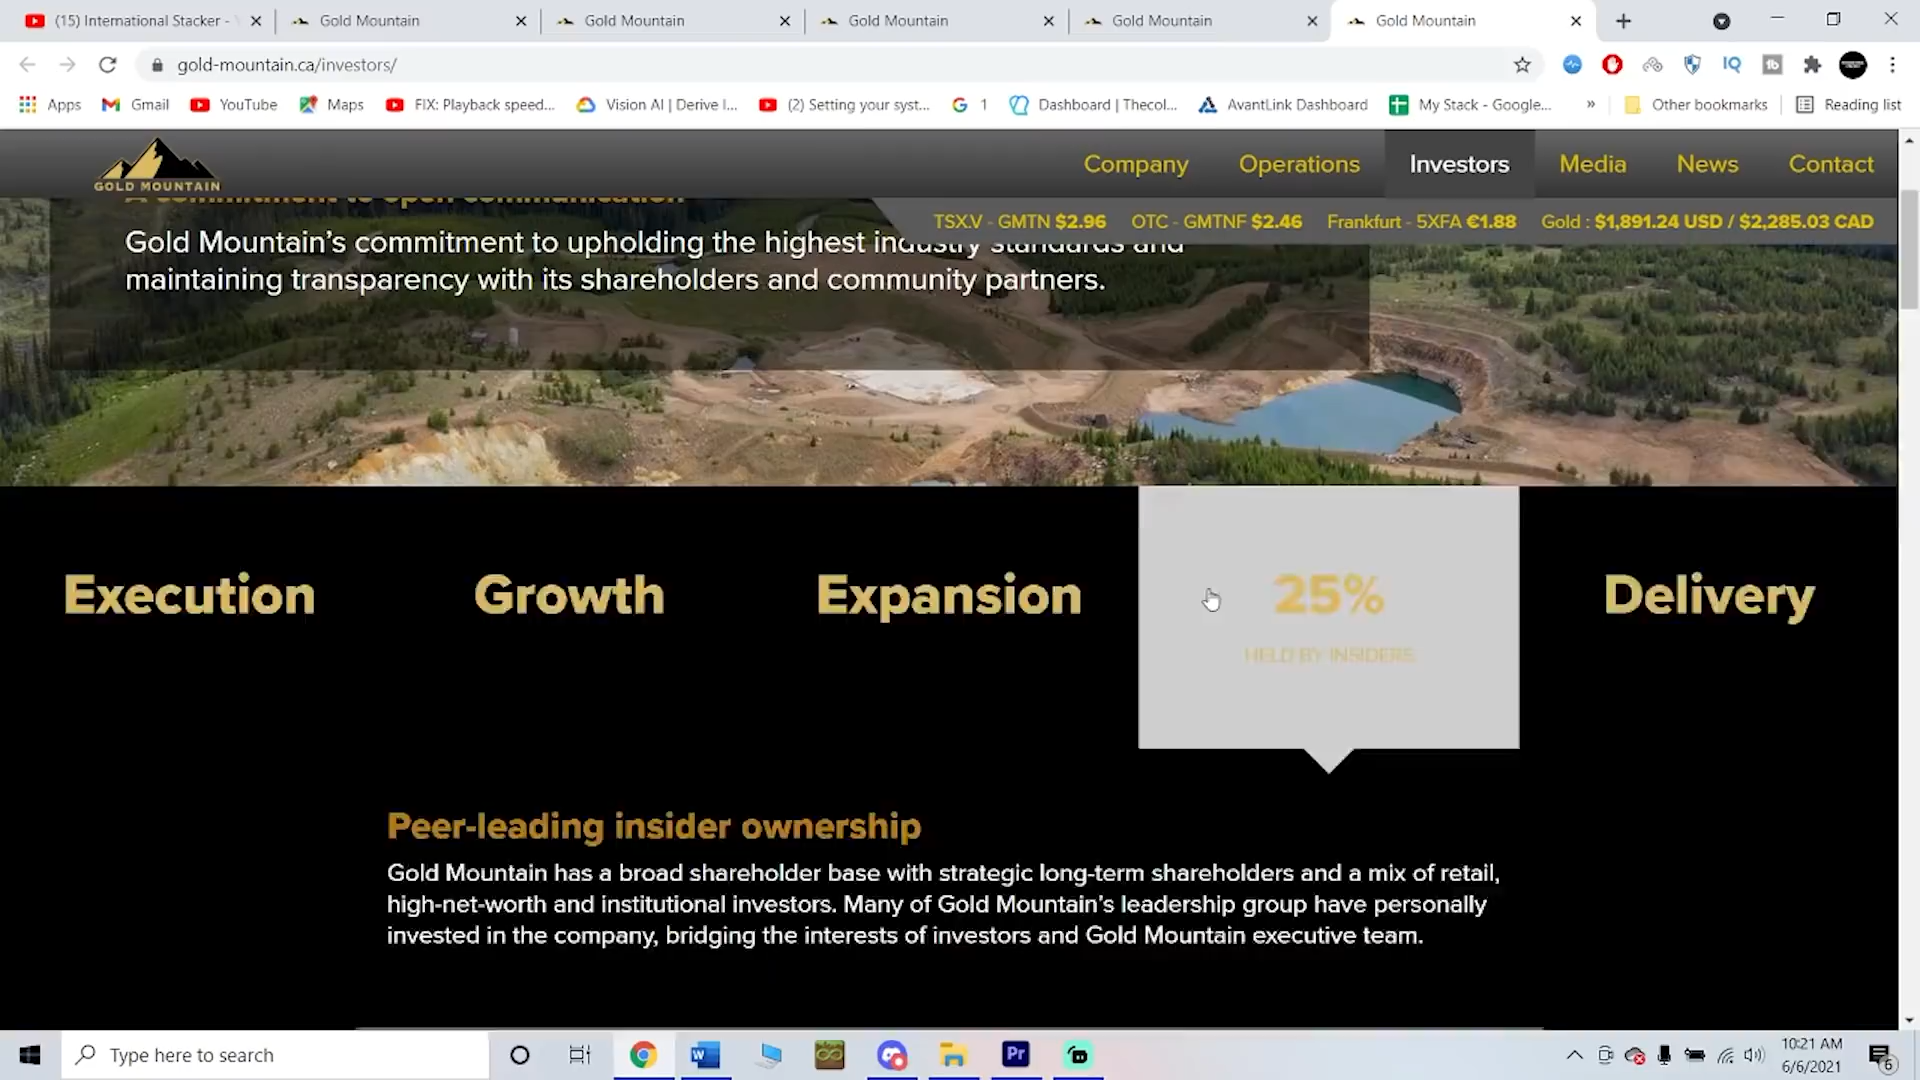 (15) International Stacker -
Gold Mountain
Gold Mountain
Gold Mountain
Gold Mountain
Gold Mountain
gold-mountain.ca/investors/
IQ
Apps
Gmail
YouTube
Maps
FIX: Playback speed...
Vision AI | Derive I...
(2) Setting your syst...
1
Dashboard | Thecol...
AvantLink Dashboard
My Stack - Google...
»
Other bookmarks
Reading list
GOLD MOUNTAIN
Company
Operations
Investors
Media
News
Contact
TSX.V - GMTN $2.96 OTC - GMTNF $2.46 Frankfurt - 5XFA €1.88 Gold : $1,891.24 USD / $2,285.03 CAD
A commitment to open communication
Gold Mountain's commitment to upholding the highest industry standards and
maintaining transparency with its shareholders and community partners.
Execution
Growth
Expansion
25%
HELD BY INSIDERS
Delivery
Peer-leading insider ownership
Gold Mountain has a broad shareholder base with strategic long-term shareholders and a mix of retail,
high-net-worth and institutional investors. Many of Gold Mountain's leadership group have personally
invested in the company, bridging the interests of investors and Gold Mountain executive team.
Type here to search
W
Pr
10:21 AM
6/6/2021
6